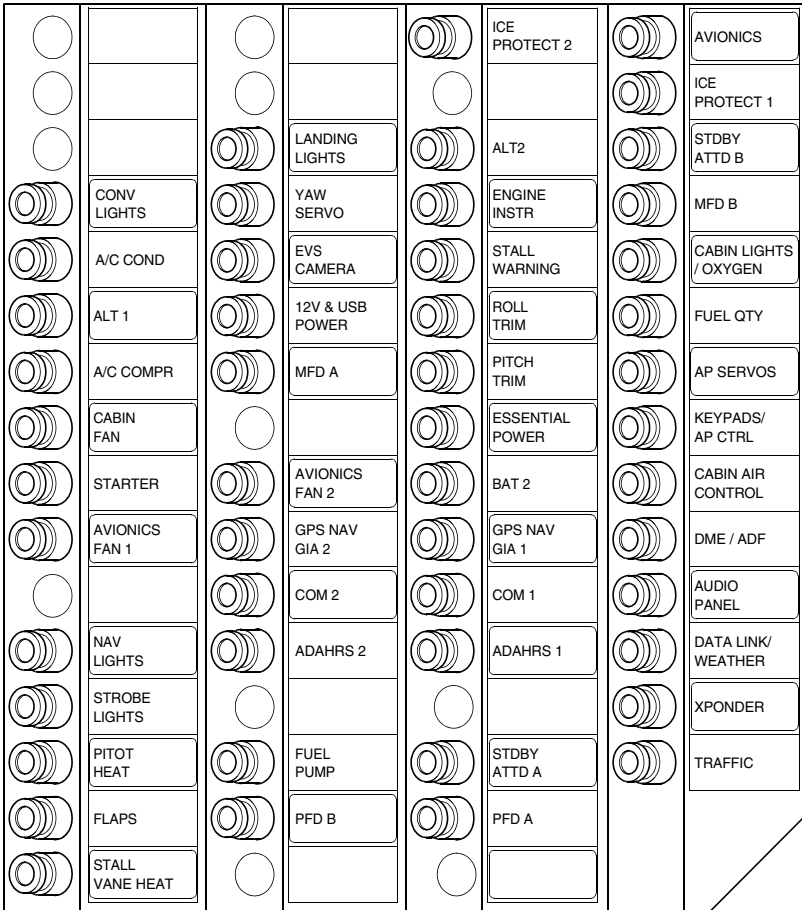 CONV
LIGHTS
A/C COND
ALT 1
A/C COMPR
CABIN
FAN
STARTER
AVIONICS
FAN 1
NAV
LIGHTS
STROBE
LIGHTS
PITOT
HEAT
FLAPS
STALL
VANE HEAT
LANDING
LIGHTS
YAW
SERVO
EVS
CAMERA
12V & USB
POWER
MFD A
AVIONICS
FAN 2
GPS NAV
GIA 2
COM 2
ADAHRS 2
FUEL
PUMP
PFD B
ICE
PROTECT 2
ALT2
ENGINE
INSTR
STALL
WARNING
ROLL
TRIM
PITCH
TRIM
ESSENTIAL
POWER
BAT 2
GPS NAV
GIA 1
COM 1
ADAHRS 1
STDBY
ATTD A
PFD A
AVIONICS
ICE
PROTECT 1
STDBY
ATTD B
MFD B
CABIN LIGHTS
/ OXYGEN
FUEL QTY
AP SERVOS
KEYPADS/
AP CTRL
CABIN AIR
CONTROL
DME / ADF
AUDIO
PANEL
DATA LINK/
WEATHER
XPONDER
TRAFFIC